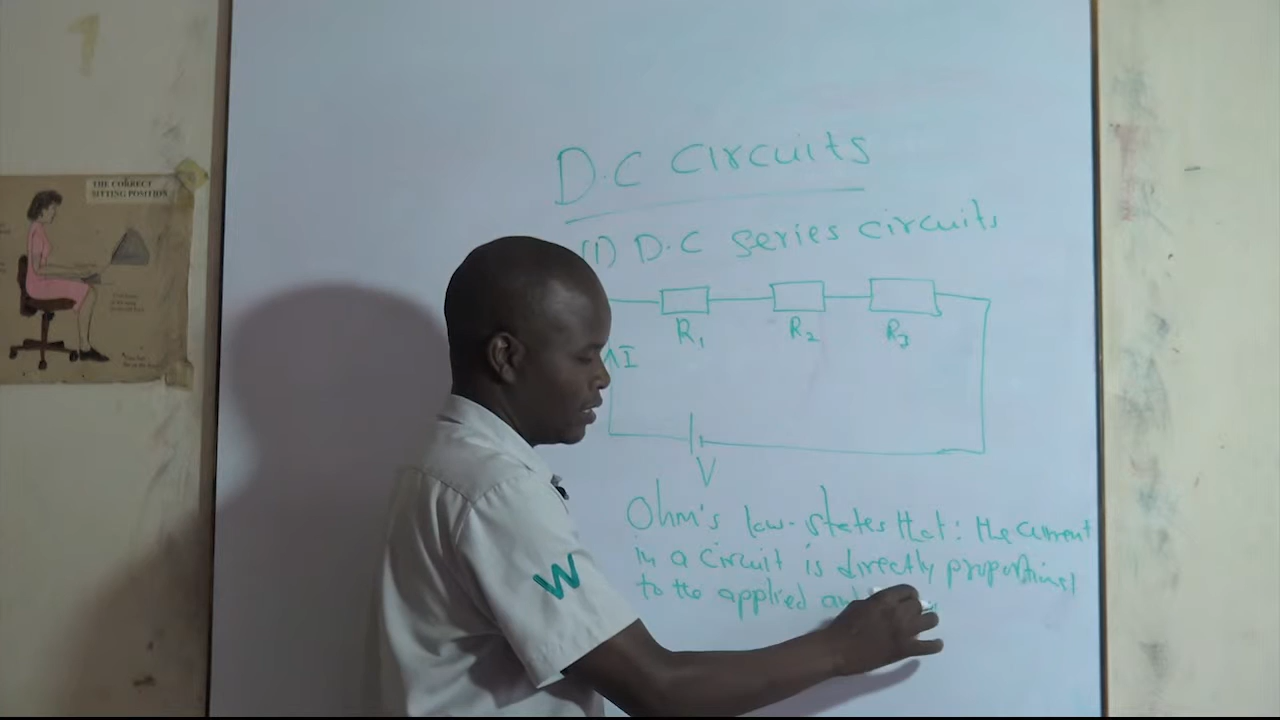 THE CORRECT
SITTING POSITION
D.C Circuits
(1) D.C series circuits
R1
R2
R3
I
V
Ohm's law-states that: the current
in a circuit is directly proportional
to the applied
W